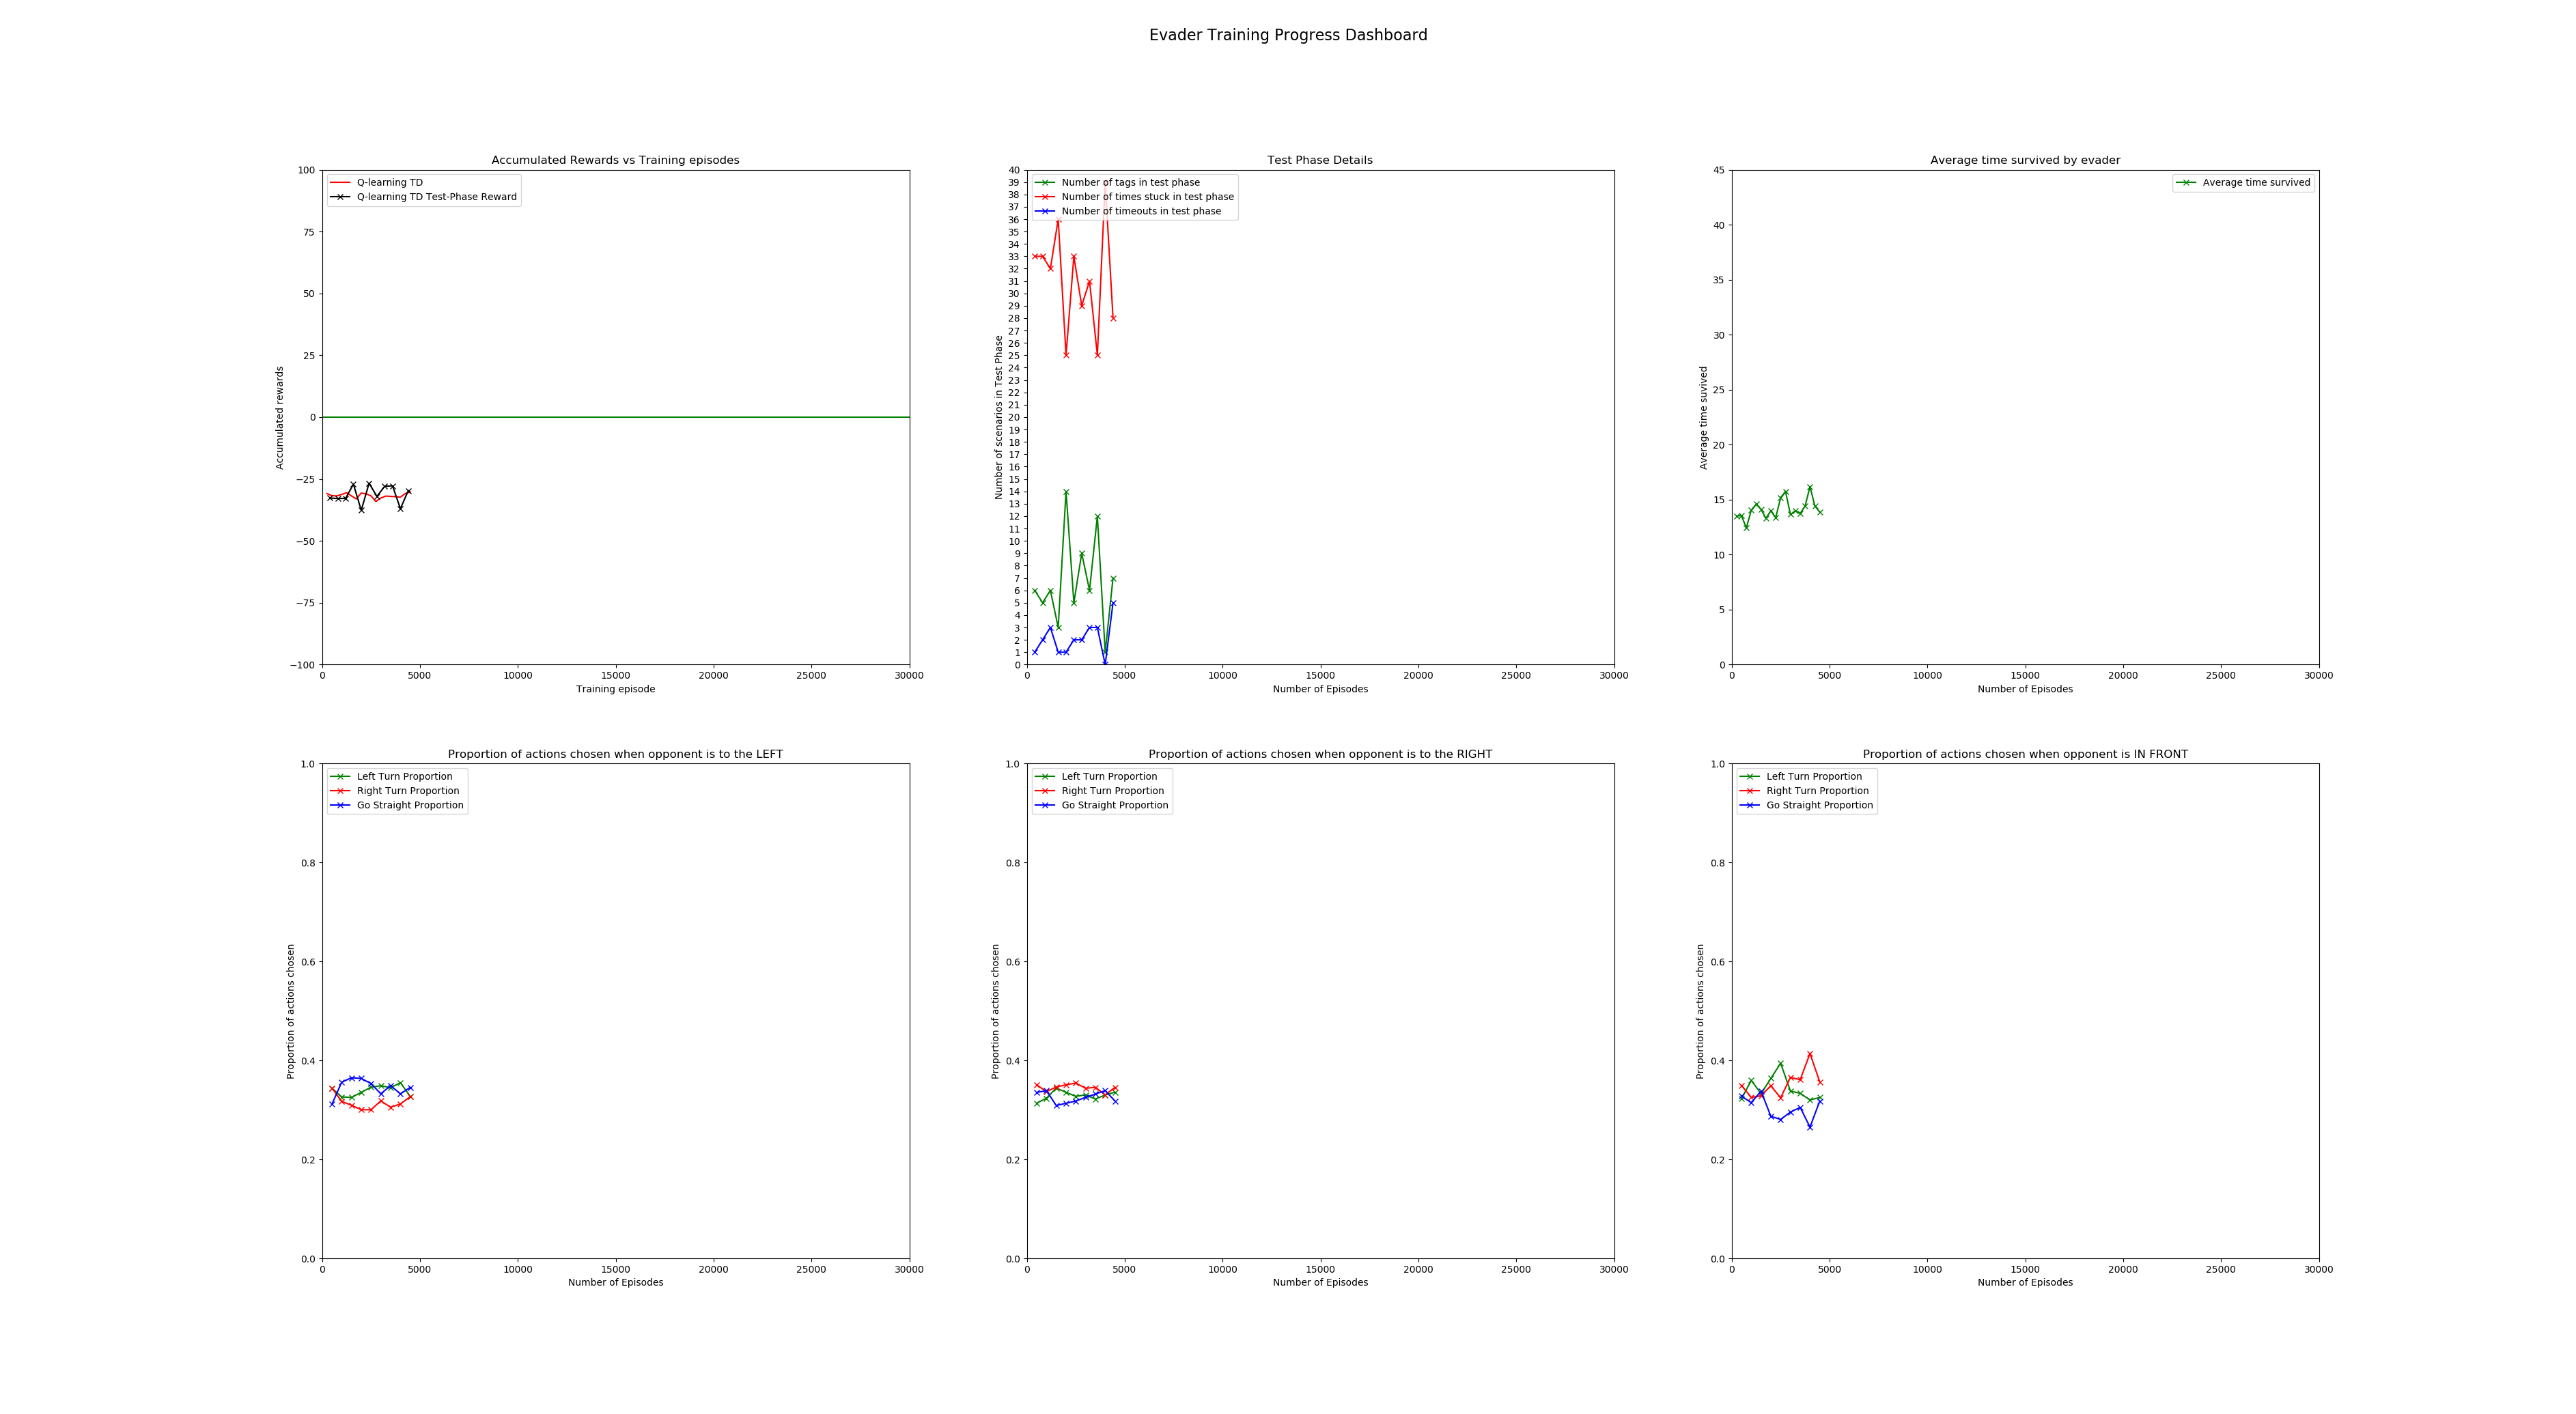 Evader Training Progress Dashboard
Accumulated Rewards vs Training episodes
Q-learning TD
Q-learning TD Test-Phase Reward
100
75
50
25
0
−25
−50
−75
−100
Accumulated rewards
0 5000 10000 15000 20000 25000 30000
Training episode
Test Phase Details
Number of tags in test phase
Number of times stuck in test phase
Number of timeouts in test phase
40
39
38
37
36
35
34
33
32
31
30
29
28
27
26
25
24
23
22
21
20
19
18
17
16
15
14
13
12
11
10
9
8
7
6
5
4
3
2
1
0
Number of scenarios in Test Phase
0 5000 10000 15000 20000 25000 30000
Number of Episodes
Average time survived by evader
Average time survived
45
40
35
30
25
20
15
10
5
0
Average time suvived
0 5000 10000 15000 20000 25000 30000
Number of Episodes
Proportion of actions chosen when opponent is to the LEFT
Left Turn Proportion
Right Turn Proportion
Go Straight Proportion
1.0
0.8
0.6
0.4
0.2
0.0
Proportion of actions chosen
0 5000 10000 15000 20000 25000 30000
Number of Episodes
Proportion of actions chosen when opponent is to the RIGHT
Left Turn Proportion
Right Turn Proportion
Go Straight Proportion
1.0
0.8
0.6
0.4
0.2
0.0
Proportion of actions chosen
0 5000 10000 15000 20000 25000 30000
Number of Episodes
Proportion of actions chosen when opponent is IN FRONT
Left Turn Proportion
Right Turn Proportion
Go Straight Proportion
1.0
0.8
0.6
0.4
0.2
0.0
Proportion of actions chosen
0 5000 10000 15000 20000 25000 30000
Number of Episodes